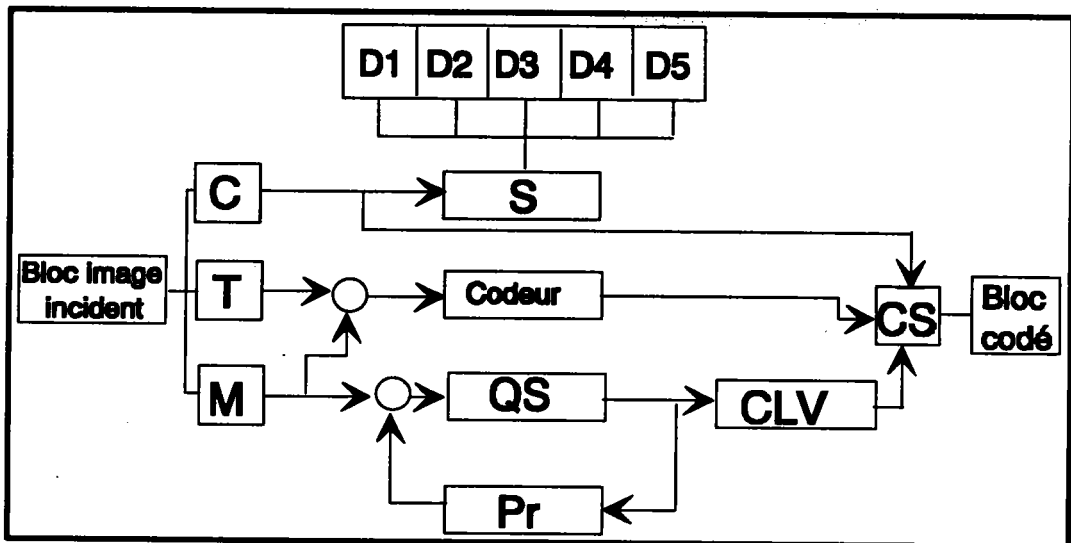 D1 D2 D3 D4 D5
C
S
Bloc image
incident
T
Codeur
CS
Bloc
codé
M
QS
CLV
Pr